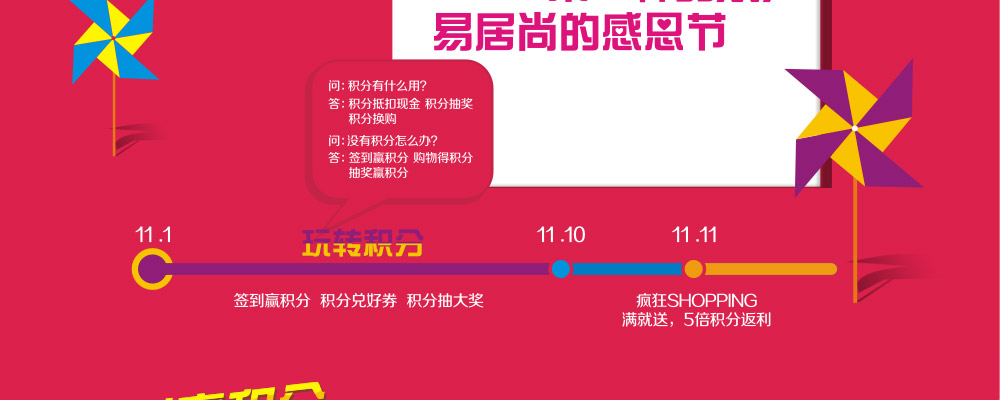 易居尚的感恩节
问：积分有什么用?
答：积分抵扣现金 积分抽奖
积分换购
问：没有积分怎么办?
答：签到赢积分 购物得积分
抽奖赢积分
11 .1
玩转积分
11 .10
11 .11
签到赢积分 积分兑好券 积分抽大奖
疯狂SHOPPING
满就送，5倍积分返利
积分